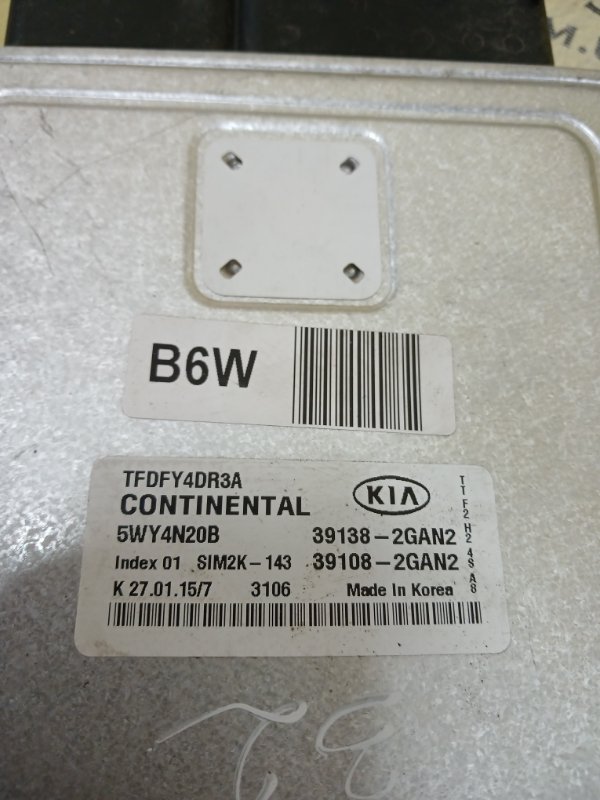 M.
B6W
TFDFY4DR3A
CONTINENTAL
KIA
5WY4N20B 39138-2GAN2
Index 01 SIM2K-143 39108-2GAN2
K 27.01.15/7 3106 Made in Korea